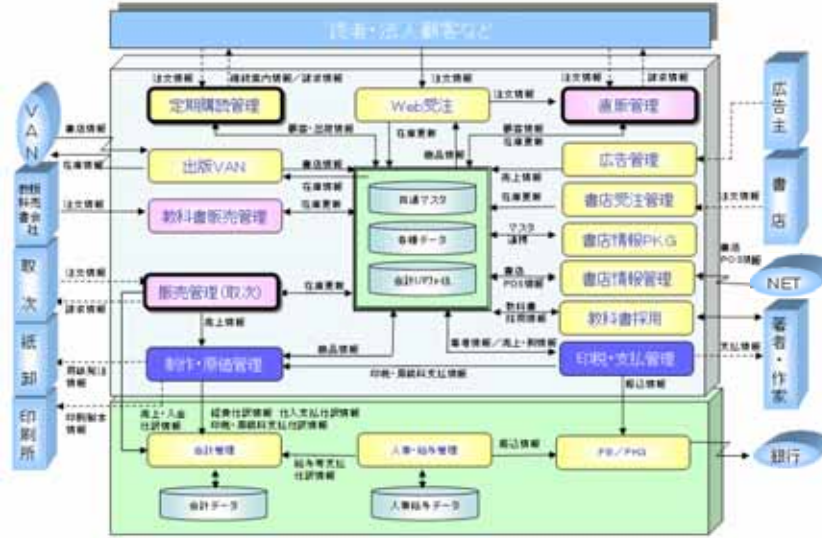 読者・法人顧客など
注文情報
継続案内情報／請求情報
注文情報
注文情報
請求情報
定期購読管理
Web受注
注文情報
直販管理
VAN
書店情報
顧客・出荷情報
在庫更新
顧客情報
在庫更新
広告主
商品情報
在庫情報
出版VAN
書店情報
売上情報
広告管理
在庫情報
共通マスタ
在庫更新
書店受注管理
注文情報
書店
教科書販売会社
注文情報
教科書販売管理
在庫更新
マスタ
連携
書店情報PKG
各種データ
書店
POS情報
取次
注文情報
販売管理(取次)
在庫更新
書店
POS情報
書店情報管理
NET
請求情報
教科書
採用情報
教科書採用
売上情報
著者・作家
紙卸
用紙発注
情報
制作・原価管理
商品情報
印税・支払管理
支払情報
印税・原稿料支払情報
振込情報
印刷所
印刷製本
情報
売上・入金
仕訳情報
経費仕訳情報
仕入支払仕訳情報
印税・原稿料支払仕訳情報
会計管理
給与等支払
仕訳情報
人事・給与管理
振込情報
FB／PKG
銀行
会計データ
人事給与データ